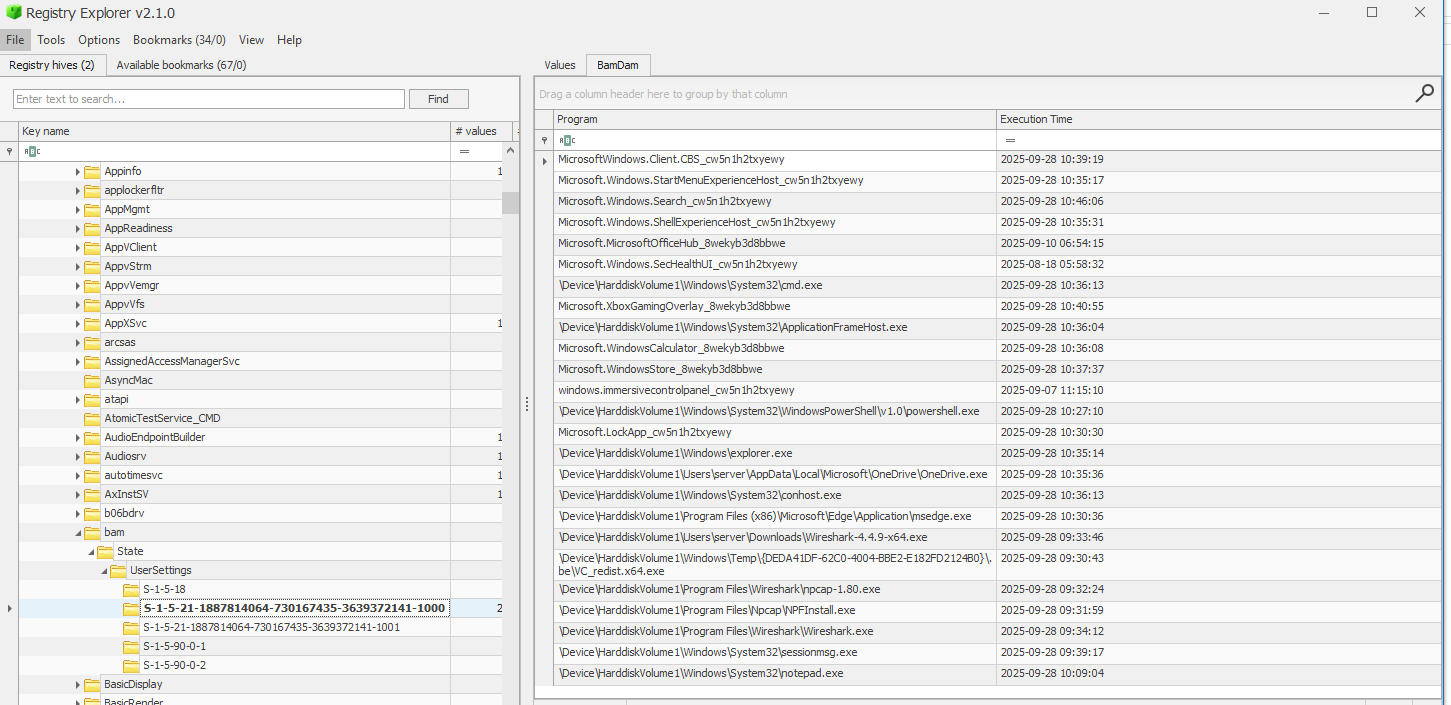 Registry Explorer v2.1.0
File Tools Options Bookmarks (34/0) View Help
Registry hives (2) Available bookmarks (67/0)
Enter text to search... Find
Key name # values
=
Appinfo 1
applockerfltr
AppMgmt
AppReadiness
AppVClient
AppvStrm
AppvVemgr
AppvVfs
AppXSvc 1
arcsas
AssignedAccessManagerSvc
AsyncMac
atapi
AtomicTestService_CMD
AudioEndpointBuilder 1
Audiosrv 1
autotimesvc 1
AxInstSV 1
b06bdrv
bam
State
UserSettings
S-1-5-18
S-1-5-21-1887814064-730167435-3639372141-1000 2
S-1-5-21-1887814064-730167435-3639372141-1001
S-1-5-90-0-1
S-1-5-90-0-2
BasicDisplay
BasicRender
Values BamDam
Drag a column header here to group by that column
Program Execution Time
=
MicrosoftWindows.Client.CBS_cw5n1h2txyewy 2025-09-28 10:39:19
Microsoft.Windows.StartMenuExperienceHost_cw5n1h2txyewy 2025-09-28 10:35:17
Microsoft.Windows.Search_cw5n1h2txyewy 2025-09-28 10:46:06
Microsoft.Windows.ShellExperienceHost_cw5n1h2txyewy 2025-09-28 10:35:31
Microsoft.MicrosoftOfficeHub_8wekyb3d8bbwe 2025-09-10 06:54:15
Microsoft.Windows.SecHealthUI_cw5n1h2txyewy 2025-08-18 05:58:32
\Device\HarddiskVolume1\Windows\System32\cmd.exe 2025-09-28 10:36:13
Microsoft.XboxGamingOverlay_8wekyb3d8bbwe 2025-09-28 10:40:55
\Device\HarddiskVolume1\Windows\System32\ApplicationFrameHost.exe 2025-09-28 10:36:04
Microsoft.WindowsCalculator_8wekyb3d8bbwe 2025-09-28 10:36:08
Microsoft.WindowsStore_8wekyb3d8bbwe 2025-09-28 10:37:37
windows.immersivecontrolpanel_cw5n1h2txyewy 2025-09-07 11:15:10
\Device\HarddiskVolume1\Windows\System32\WindowsPowerShell\v1.0\powershell.exe 2025-09-28 10:27:10
Microsoft.LockApp_cw5n1h2txyewy 2025-09-28 10:30:30
\Device\HarddiskVolume1\Windows\explorer.exe 2025-09-28 10:35:14
\Device\HarddiskVolume1\Users\server\AppData\Local\Microsoft\OneDrive\OneDrive.exe 2025-09-28 10:35:36
\Device\HarddiskVolume1\Windows\System32\conhost.exe 2025-09-28 10:36:13
\Device\HarddiskVolume1\Program Files (x86)\Microsoft\Edge\Application\msedge.exe 2025-09-28 10:30:36
\Device\HarddiskVolume1\Users\server\Downloads\Wireshark-4.4.9-x64.exe 2025-09-28 09:33:46
\Device\HarddiskVolume1\Windows\Temp\{DEDA41DF-62C0-4004-BBE2-E182FD2124B0}\. 2025-09-28 09:30:43
be\VC_redist.x64.exe
\Device\HarddiskVolume1\Program Files\Wireshark\npcap-1.80.exe 2025-09-28 09:32:24
\Device\HarddiskVolume1\Program Files\Npcap\NPFInstall.exe 2025-09-28 09:31:59
\Device\HarddiskVolume1\Program Files\Wireshark\Wireshark.exe 2025-09-28 09:34:12
\Device\HarddiskVolume1\Windows\System32\sessionmsg.exe 2025-09-28 09:39:17
\Device\HarddiskVolume1\Windows\System32\notepad.exe 2025-09-28 10:09:04